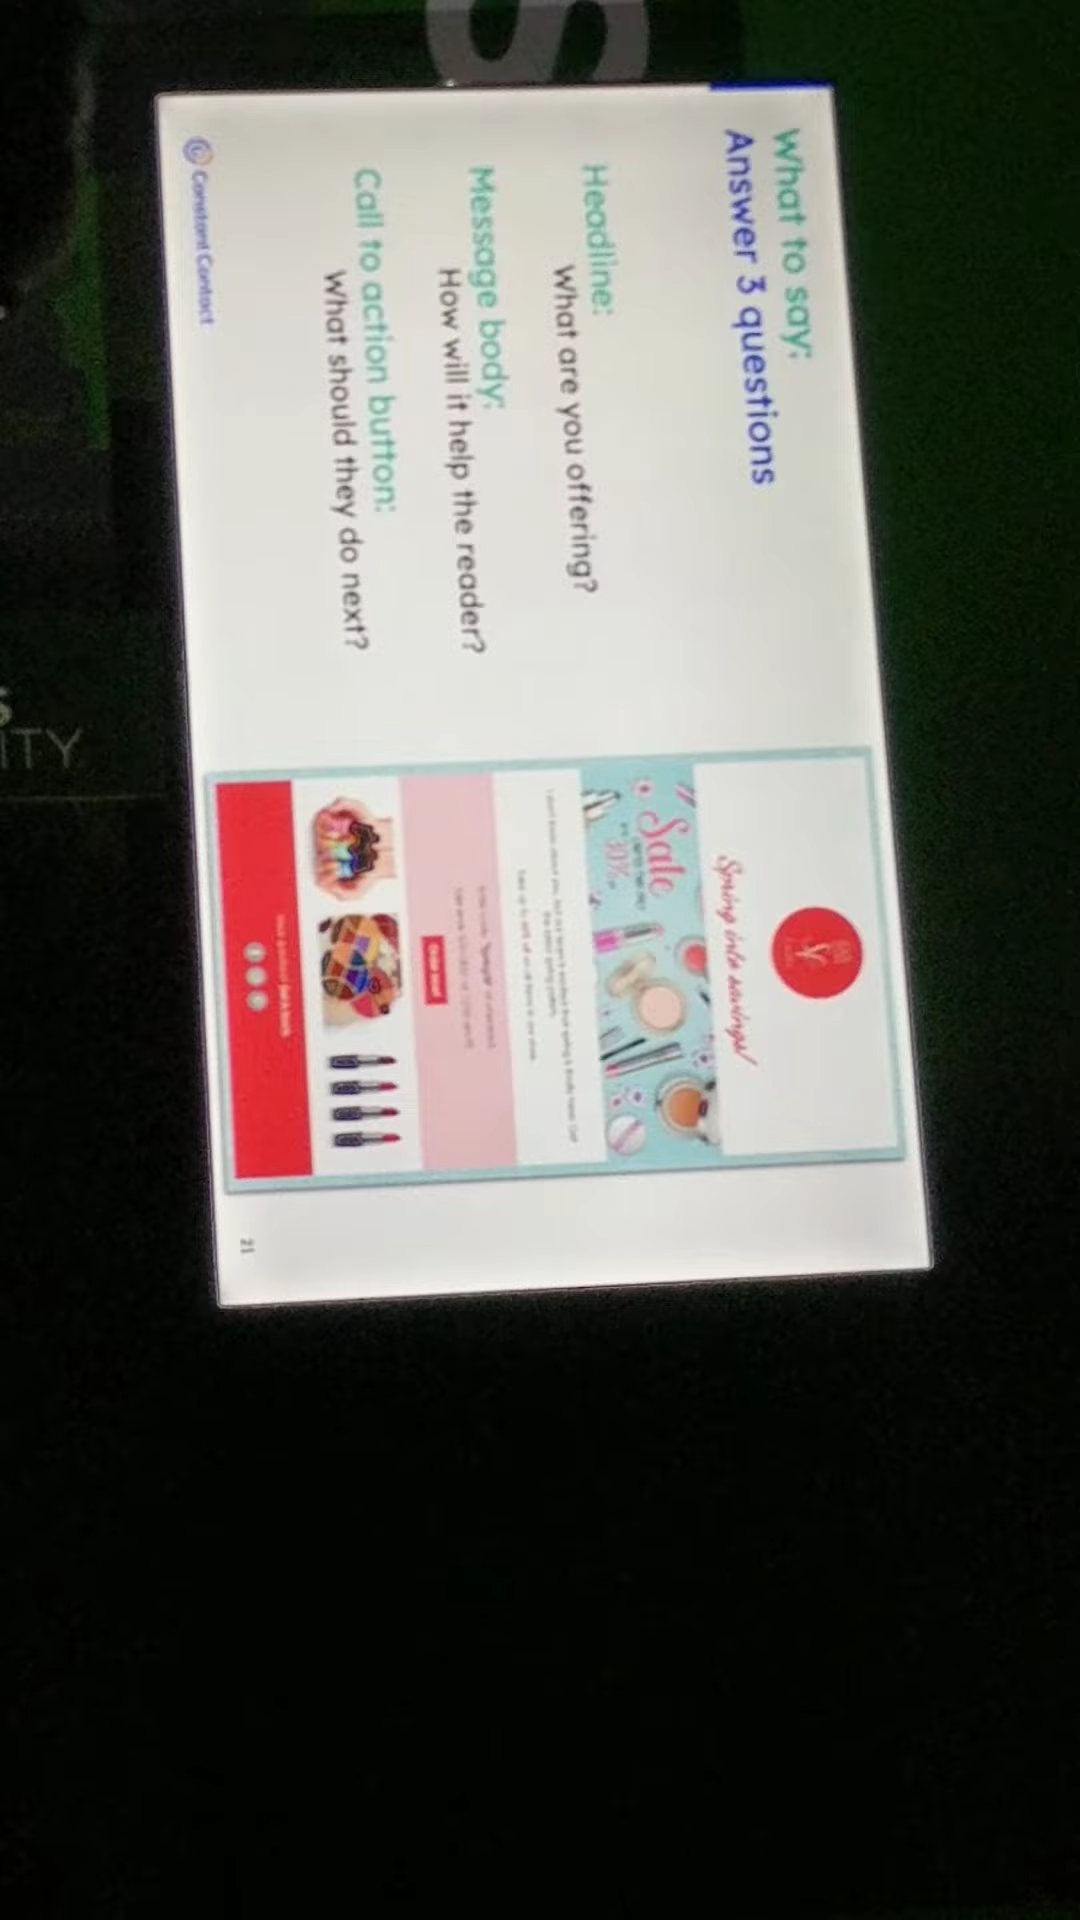 S
What to say:
Answer 3 questions
Headline:
What are you offering?
Message body:
How will it help the reader?
Call to action button:
What should they do next?
Constant Contact
Spring into savings!
Sale
30%
21
S
ITY